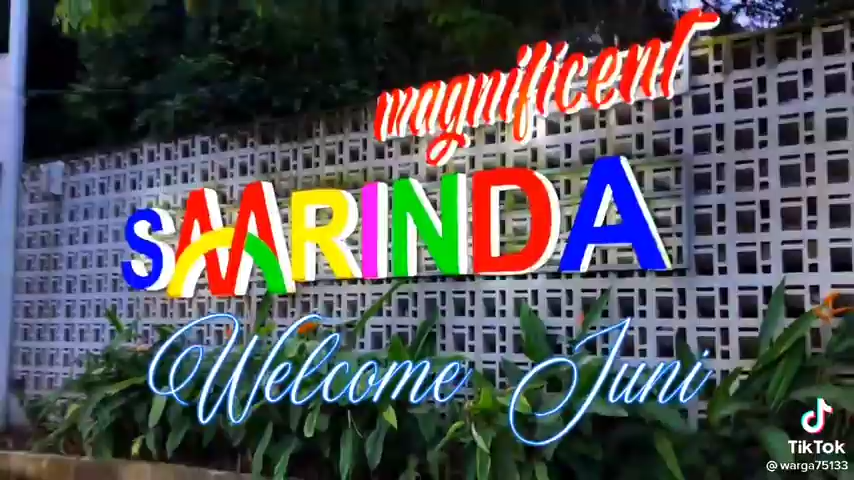 magnificent
SAMARINDA
Welcome Juni
TikTok
@warga75133